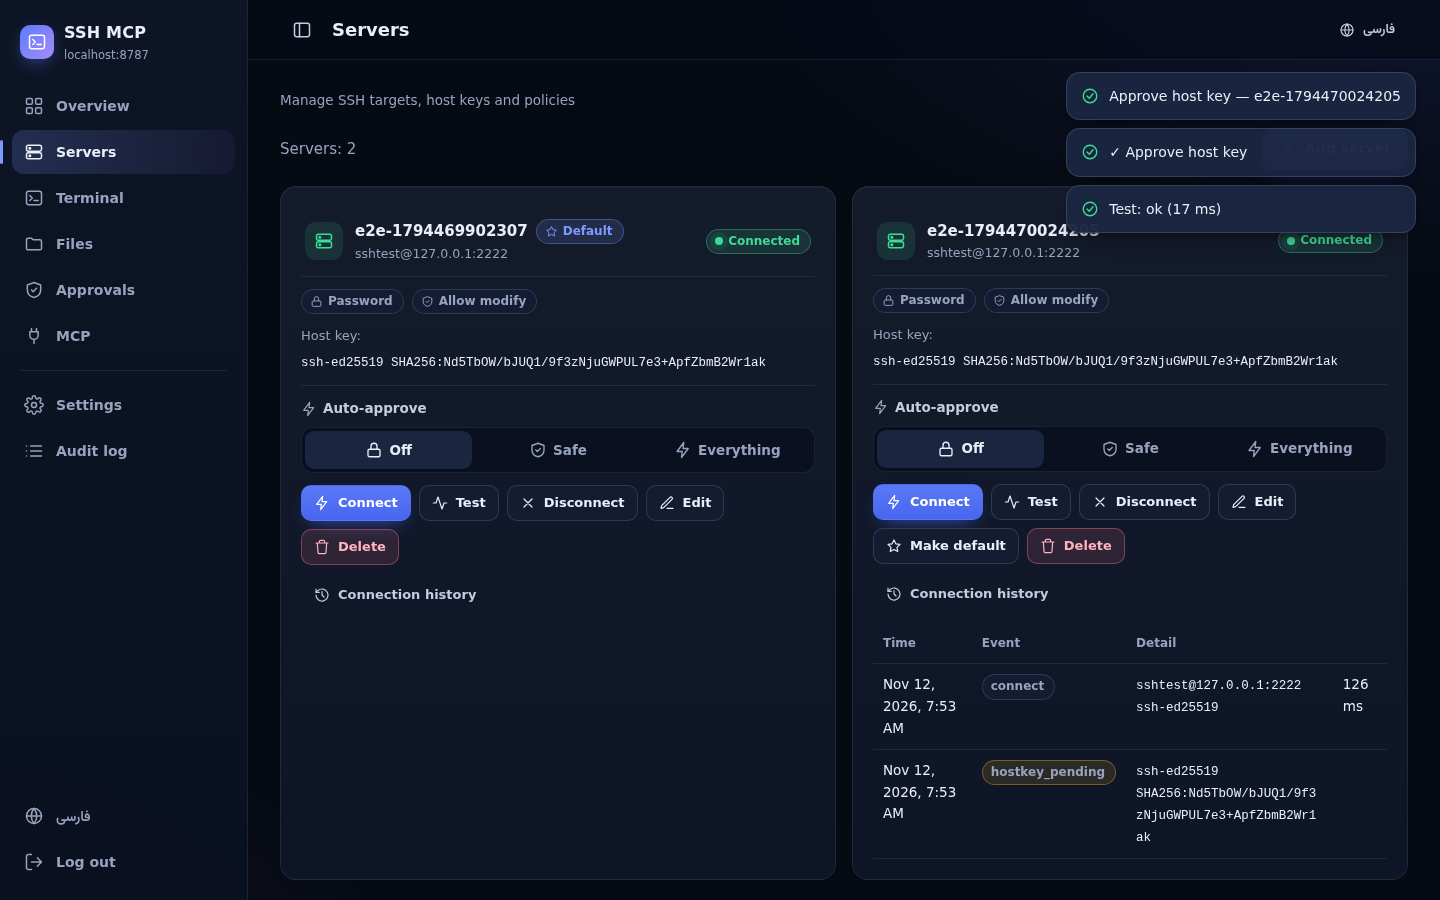 SSH MCP
localhost:8787
Overview
Servers
Terminal
Files
Approvals
MCP
Settings
Audit log
فارسی
Log out
Servers
فارسی
Manage SSH targets, host keys and policies
Servers: 2
Add server
Approve host key — e2e-1794470024205
✓ Approve host key
Test: ok (17 ms)
e2e-1794469902307
Default
sshtest@127.0.0.1:2222
Connected
Password
Allow modify
Host key:
ssh-ed25519 SHA256:Nd5TbOW/bJUQ1/9f3zNjuGWPUL7e3+ApfZbmB2Wr1ak
Auto-approve
Off
Safe
Everything
Connect
Test
Disconnect
Edit
Delete
Connection history
e2e-1794470024205
sshtest@127.0.0.1:2222
Connected
Password
Allow modify
Host key:
ssh-ed25519 SHA256:Nd5TbOW/bJUQ1/9f3zNjuGWPUL7e3+ApfZbmB2Wr1ak
Auto-approve
Off
Safe
Everything
Connect
Test
Disconnect
Edit
Make default
Delete
Connection history
Time
Event
Detail
Nov 12,
2026, 7:53
AM
connect
sshtest@127.0.0.1:2222
ssh-ed25519
126
ms
Nov 12,
2026, 7:53
AM
hostkey_pending
ssh-ed25519
SHA256:Nd5TbOW/bJUQ1/9f3
zNjuGWPUL7e3+ApfZbmB2Wr1
ak